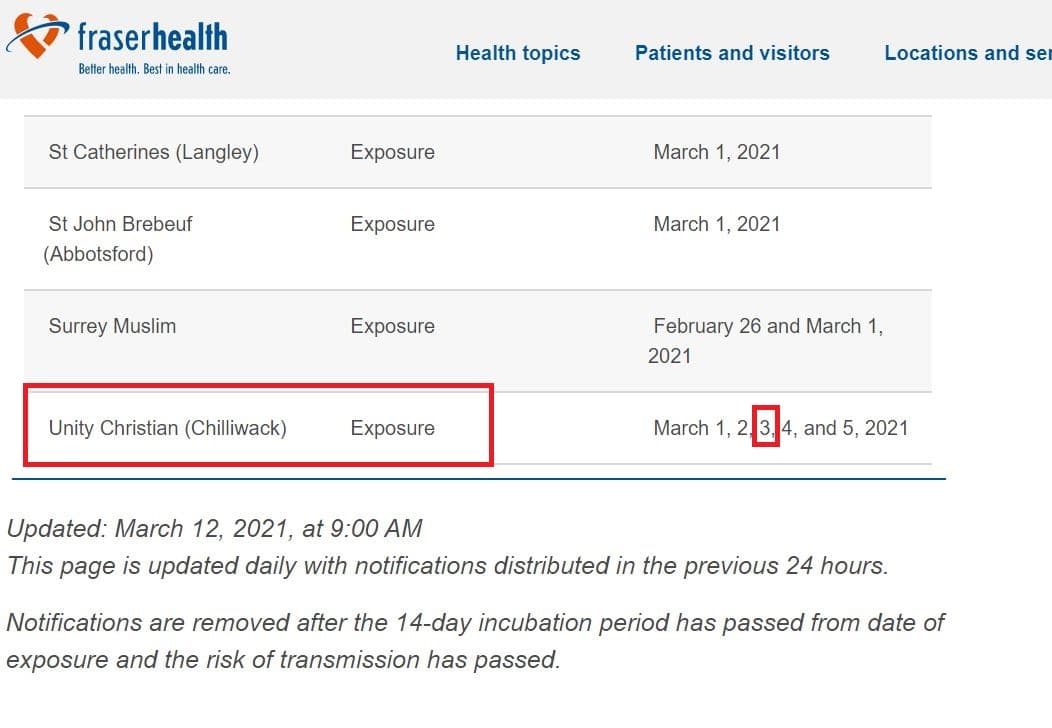 fraserhealth
Better health. Best in health care.
Health topics Patients and visitors Locations and ser
St Catherines (Langley) Exposure March 1, 2021
St John Brebeuf Exposure March 1, 2021
(Abbotsford)
Surrey Muslim Exposure February 26 and March 1,
2021
Unity Christian (Chilliwack) Exposure March 1, 2, 3, 4, and 5, 2021
Updated: March 12, 2021, at 9:00 AM
This page is updated daily with notifications distributed in the previous 24 hours.
Notifications are removed after the 14-day incubation period has passed from date of
exposure and the risk of transmission has passed.